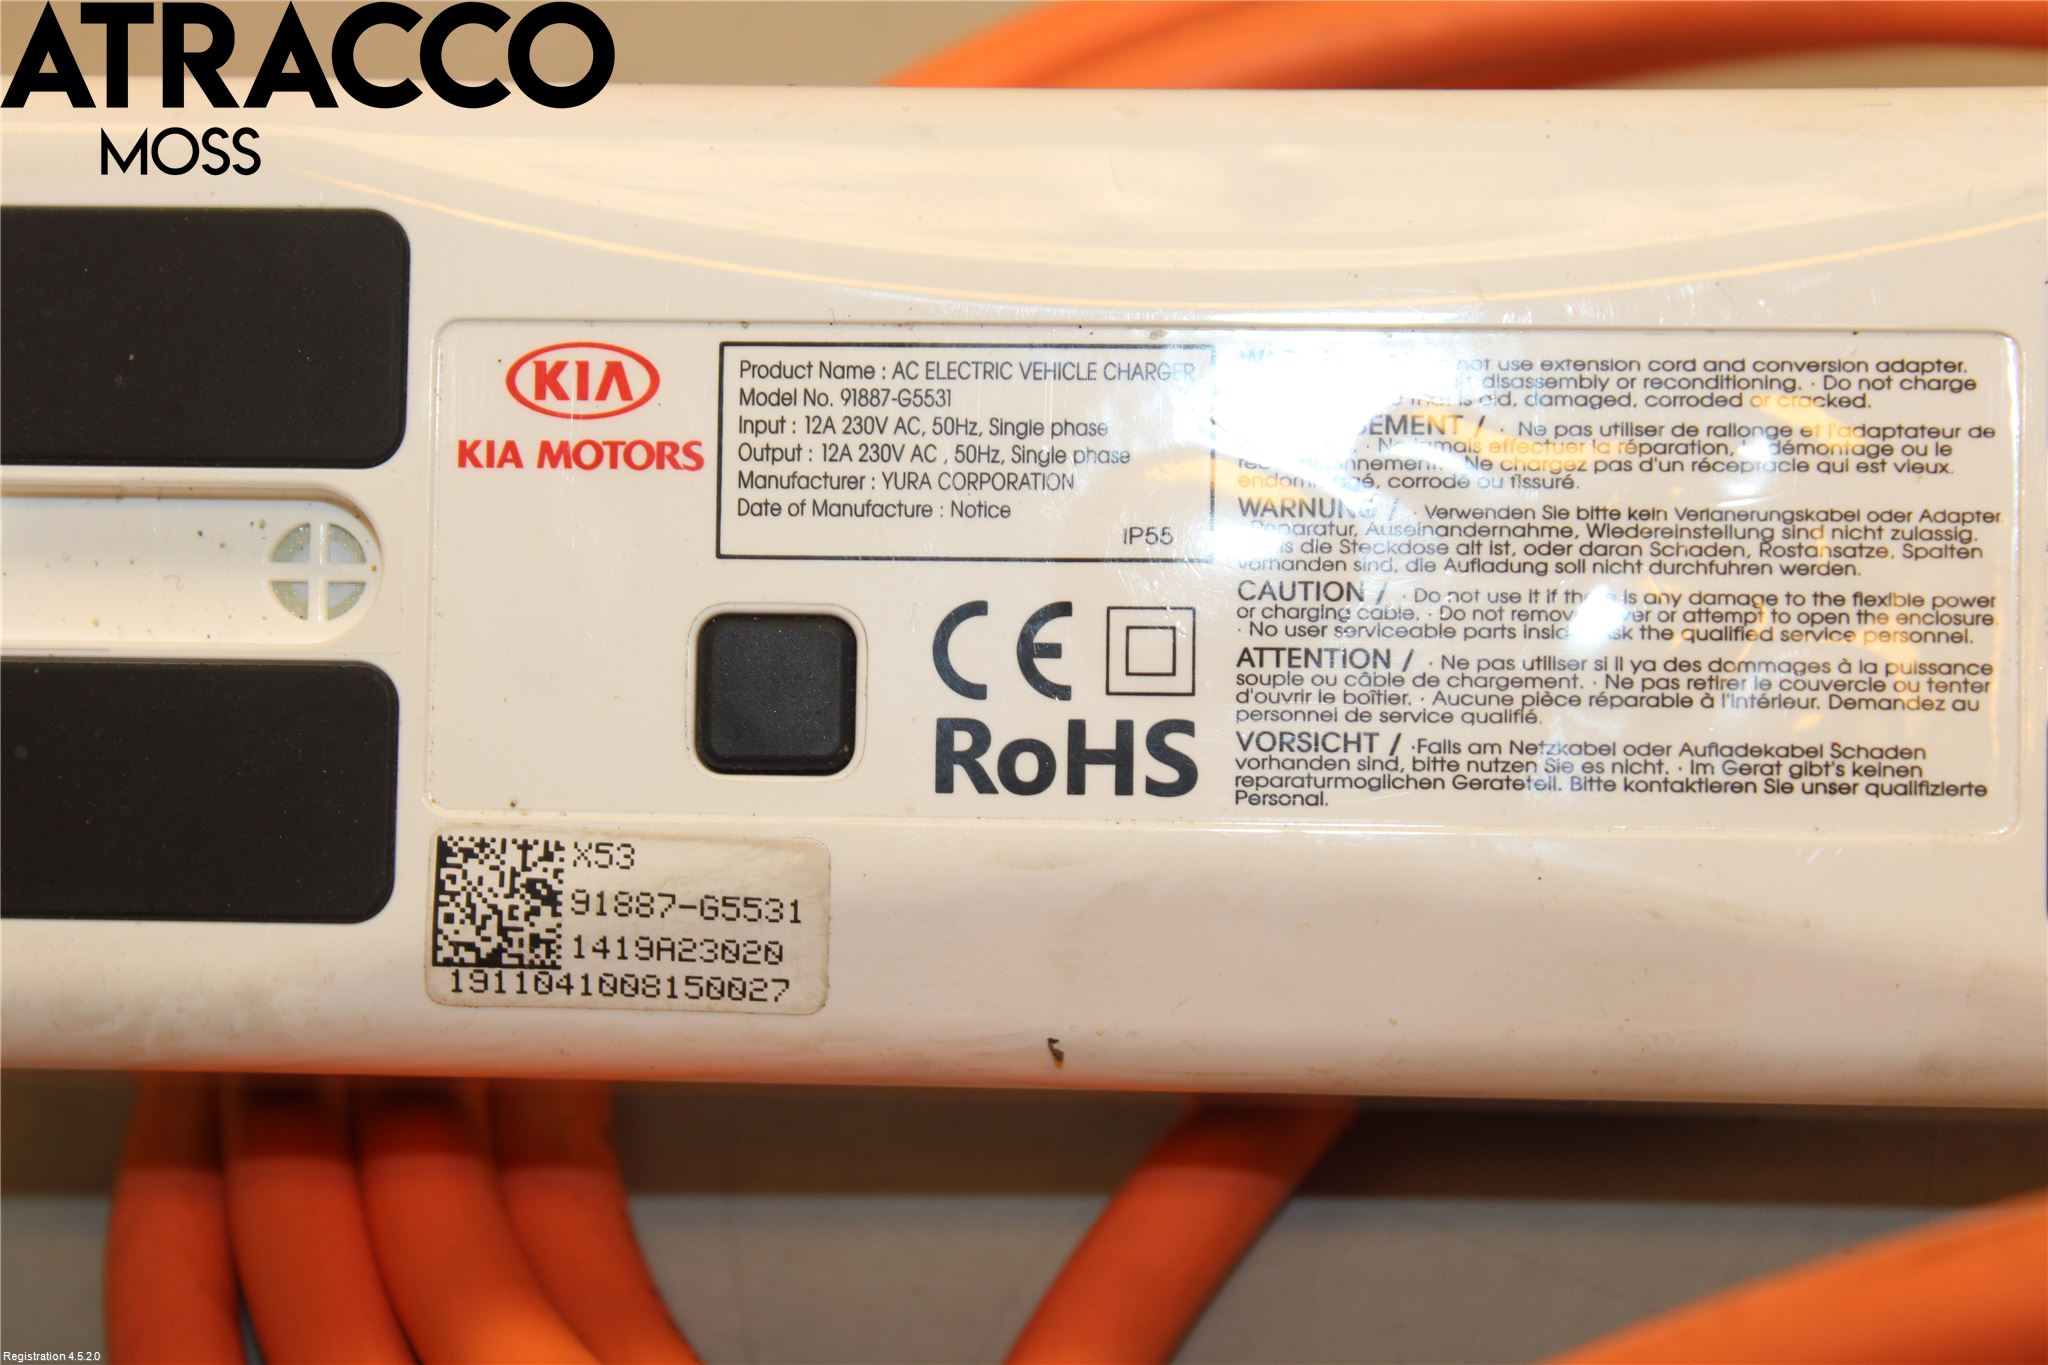 ATRACCO
MOSS
KIA
KIA MOTORS
Product Name : AC ELECTRIC VEHICLE CHARGER
Model No. 91887-G5531
Input : 12A 230V AC, 50Hz, Single phase
Output : 12A 230V AC , 50Hz, Single phase
Manufacturer : YURA CORPORATION
Date of Manufacture : Notice
IP55
CE
RoHS
not use extension cord and conversion adapter.
disassembly or reconditioning. · Do not charge
that is old, damaged, corroded or cracked.
· Ne pas utiliser de rallonge et l'adaptateur de
· Ne jamais effectuer la réparation, le démontage ou le
Ne chargez pas d'un réceptacle qui est vieux.
endommagé, corrodé ou fissuré.
WARNUNG / · Verwenden Sie bitte kein Verlanerungskabel oder Adapter
Reparatur, Auseinandernahme, Wiedereinstellung sind nicht zulassig.
die Steckdose alt ist, oder daran Schaden, Rostansatze, Spalten
vorhanden sind, die Aufladung soll nicht durchfuhren werden.
CAUTION / · Do not use it if there is any damage to the flexible power
or charging cable. · Do not remove cover or attempt to open the enclosure.
· No user serviceable parts inside ask the qualified service personnel.
ATTENTION / · Ne pas utiliser si il ya des dommages à la puissance
souple ou câble de chargement. · Ne pas retirer le couvercle ou tenter
d'ouvrir le boîtier. · Aucune pièce réparable à l'intérieur. Demandez au
personnel de service qualifié.
VORSICHT / ·Falls am Netzkabel oder Aufladekabel Schaden
vorhanden sind, bitte nutzen Sie es nicht. · Im Gerat gibt's keinen
reparaturmoglichen Gerateteil. Bitte kontaktieren Sie unser qualifizierte
Personal.
X53
91887-G5531
1419A23020
1911041008150027
Registration 4.5.2.0